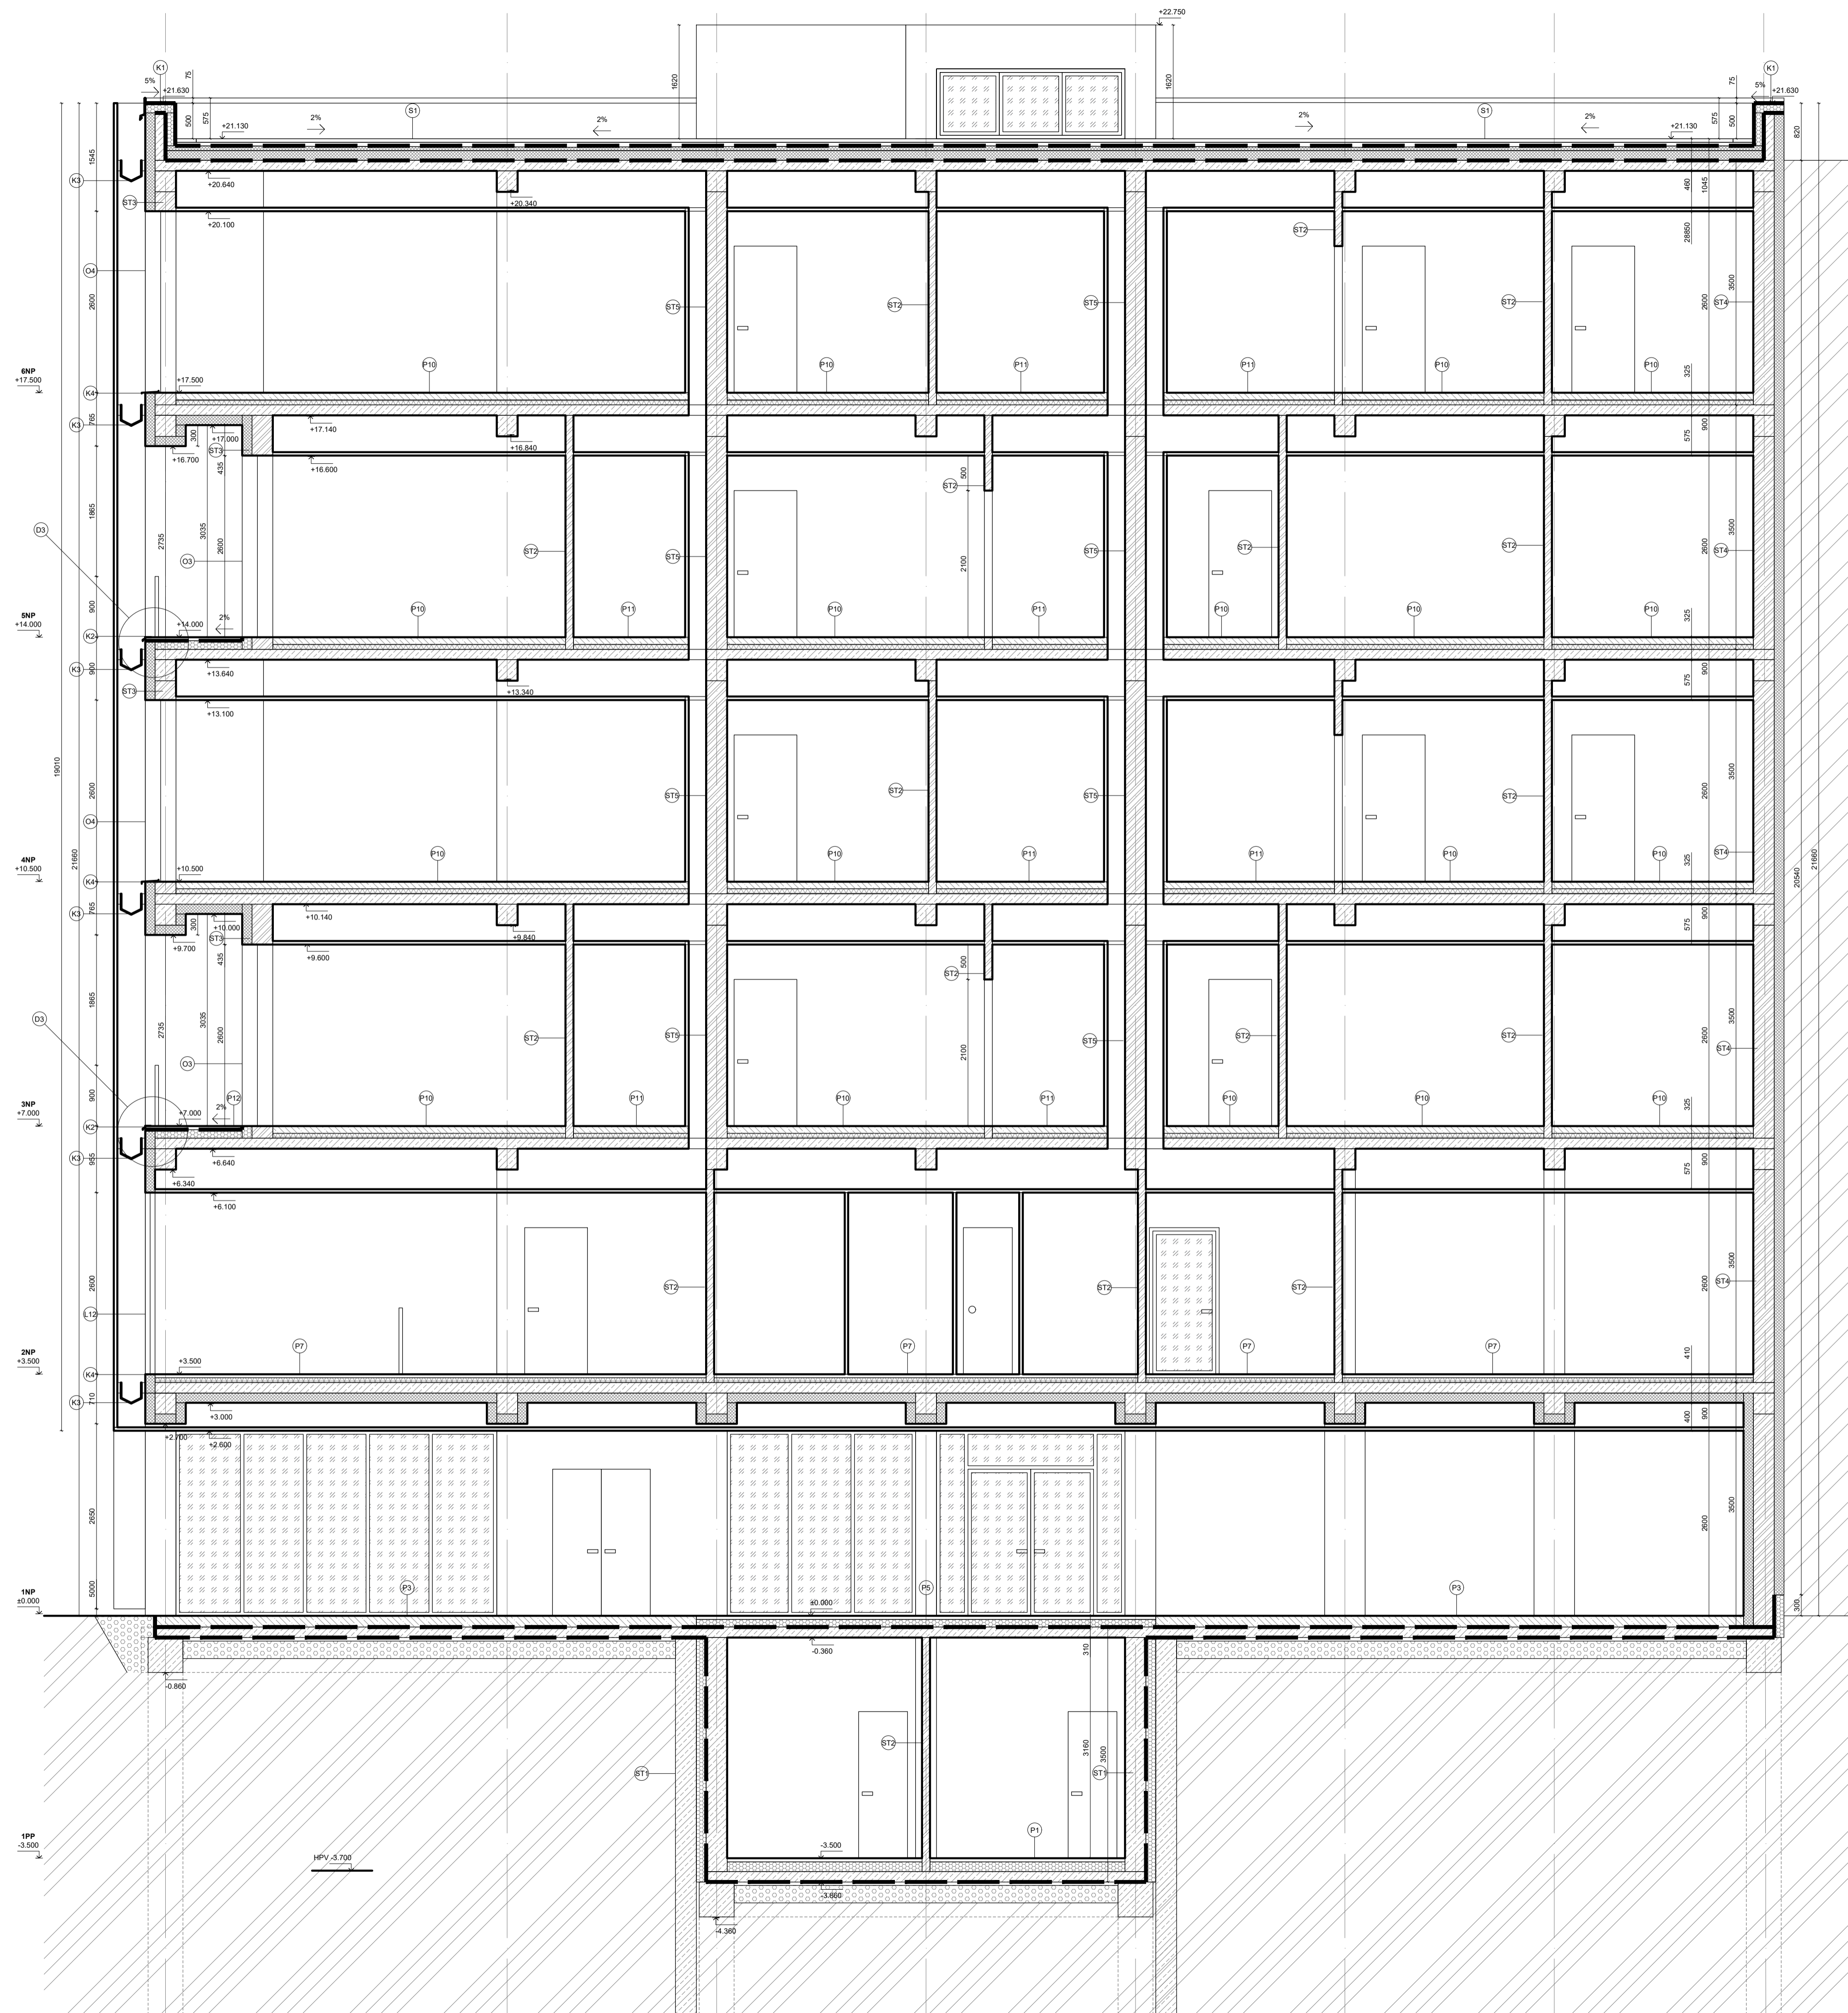 +22.750
K1
K1
5%
75
1620
1620
75
5%
+21.630
+21.630
500
575
S1
S1
575
500
2%
2%
2%
2%
+21.130
+21.130
820
1545
K3
+20.640
460
1045
ST3
+20.340
+20.100
ST2
28850
O4
3500
2600
ST5
ST2
ST5
ST2
2600
ST4
P10
P10
P11
P11
P10
P10
325
6NP
+17.500
K4
+17.500
765
K3
300
+17.000
+17.140
900
+16.840
575
ST3
+16.700
435
+16.600
500
ST2
1865
D3
2735
3035
2600
O3
ST2
ST5
2100
ST5
ST2
ST2
2600
3500
ST4
900
P10
P11
P10
P11
P10
P10
P10
325
5NP
+14.000
K2
+14.000
2%
K3
900
+13.640
900
575
ST3
+13.340
+13.100
19010
2600
O4
ST5
ST2
ST5
ST2
2600
3500
ST4
21660
P10
P10
P11
P11
P10
P10
325
20540
21660
4NP
+10.500
K4
+10.500
765
K3
300
+10.000
+10.140
900
+9.840
575
ST3
+9.700
435
+9.600
500
ST2
1865
D3
2735
3035
2600
O3
ST2
ST5
2100
ST5
ST2
ST2
2600
3500
ST4
900
P12
P10
P11
P10
P11
P10
P10
P10
325
3NP
+7.000
K2
+7.000
2%
K3
955
+6.640
900
575
+6.340
+6.100
2600
L12
ST2
ST2
ST2
2600
3500
ST4
P7
P7
P7
P7
410
2NP
+3.500
K4
+3.500
K3
710
+3.000
400
900
+2.700
+2.600
2650
3500
2600
5000
P3
P5
P3
1NP
±0.000
±0.000
300
-0.360
310
-0.860
ST2
3160
3500
ST1
ST1
P1
1PP
-3.500
-3.500
HPV -3.700
-3.860
-4.360